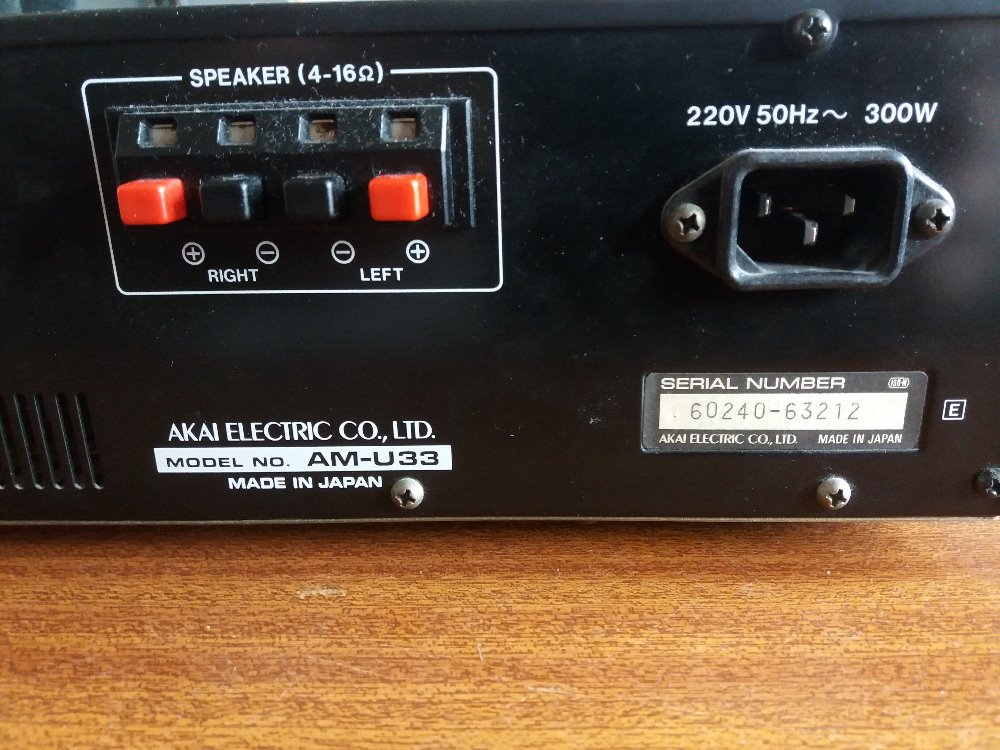 SPEAKER (4-16Ω)
⊕ ⊖ ⊖ ⊕
RIGHT LEFT
220V 50Hz～ 300W
AKAI ELECTRIC CO., LTD.
MODEL NO. AM-U33
MADE IN JAPAN
SERIAL NUMBER
60240-63212
AKAI ELECTRIC CO., LTD. MADE IN JAPAN
E